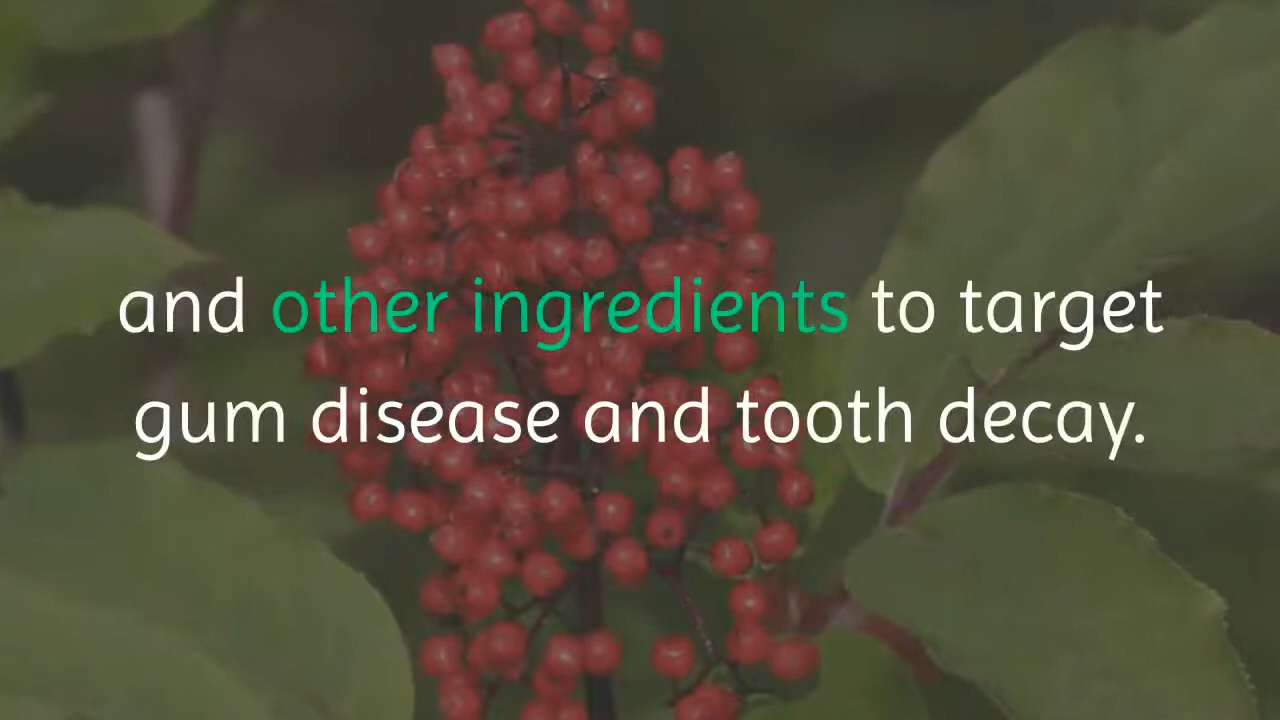 and other ingredients to target
gum disease and tooth decay.